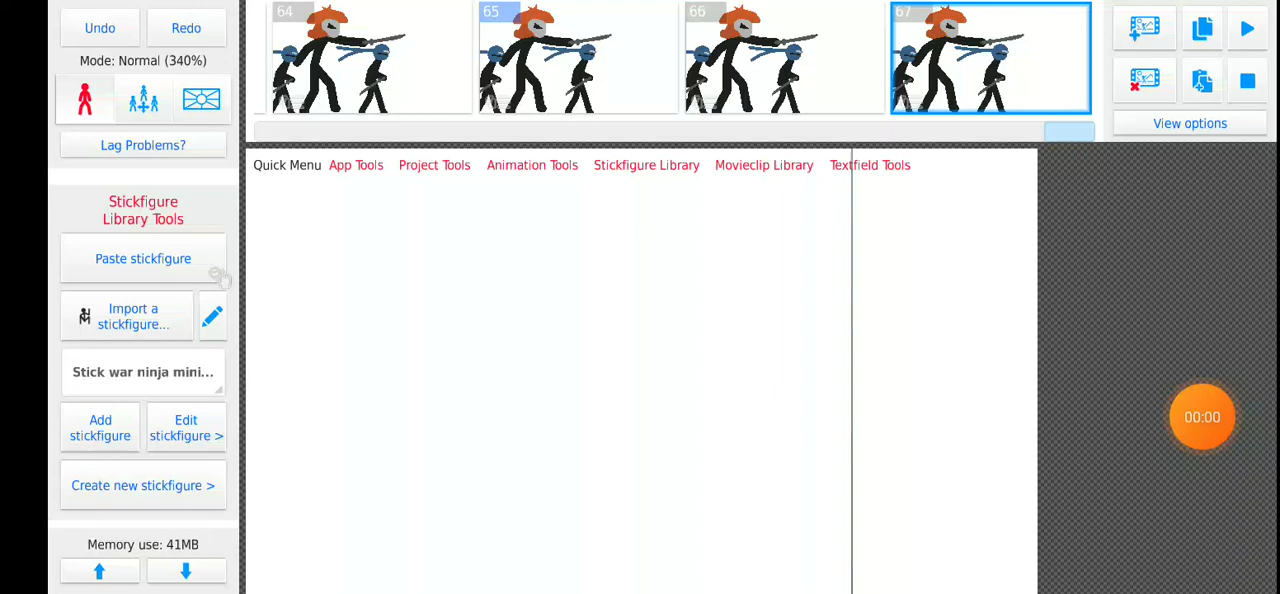 Undo
Redo
Mode: Normal (340%)
Lag Problems?
Stickfigure
Library Tools
Paste stickfigure
Import a
stickfigure...
Stick war ninja mini...
Add
stickfigure
Edit
stickfigure >
Create new stickfigure >
Memory use: 41MB
64
65
66
67
View options
Quick Menu App Tools Project Tools Animation Tools Stickfigure Library Movieclip Library Textfield Tools
00:00